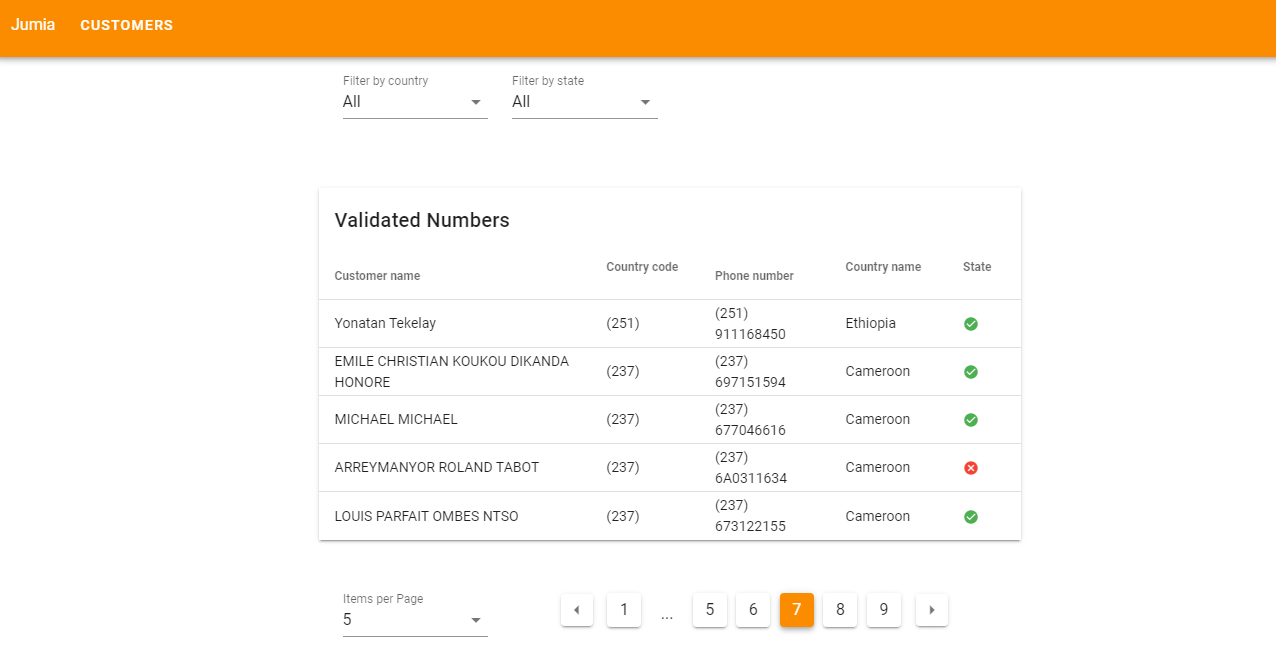 Jumia CUSTOMERS
Filter by country Filter by state
All All
Validated Numbers
Customer name Country code Phone number Country name State
Yonatan Tekelay (251) (251) Ethiopia
911168450
EMILE CHRISTIAN KOUKOU DIKANDA (237) (237) Cameroon
HONORE 697151594
MICHAEL MICHAEL (237) (237) Cameroon
677046616
ARREYMANYOR ROLAND TABOT (237) (237) Cameroon
6A0311634
LOUIS PARFAIT OMBES NTSO (237) (237) Cameroon
673122155
Items per Page
5 1 ... 5 6 7 8 9